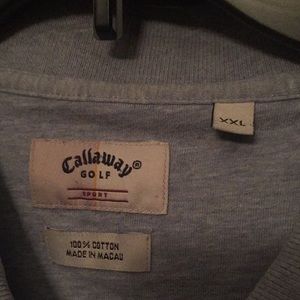 XXL
Callaway®
GOLF
SPORT
100% COTTON
MADE IN MACAU